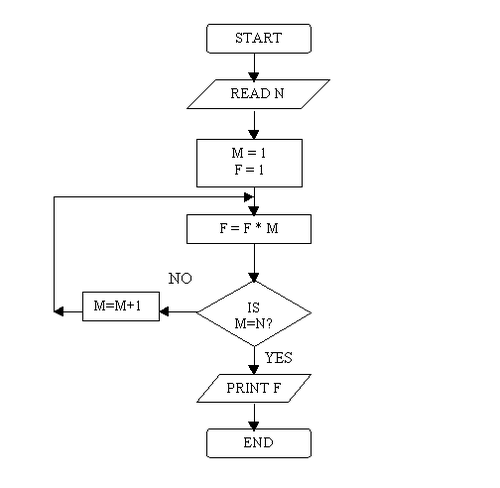 START
READ N
M = 1
F = 1
F = F * M
NO
M=M+1
IS
M=N?
YES
PRINT F
END